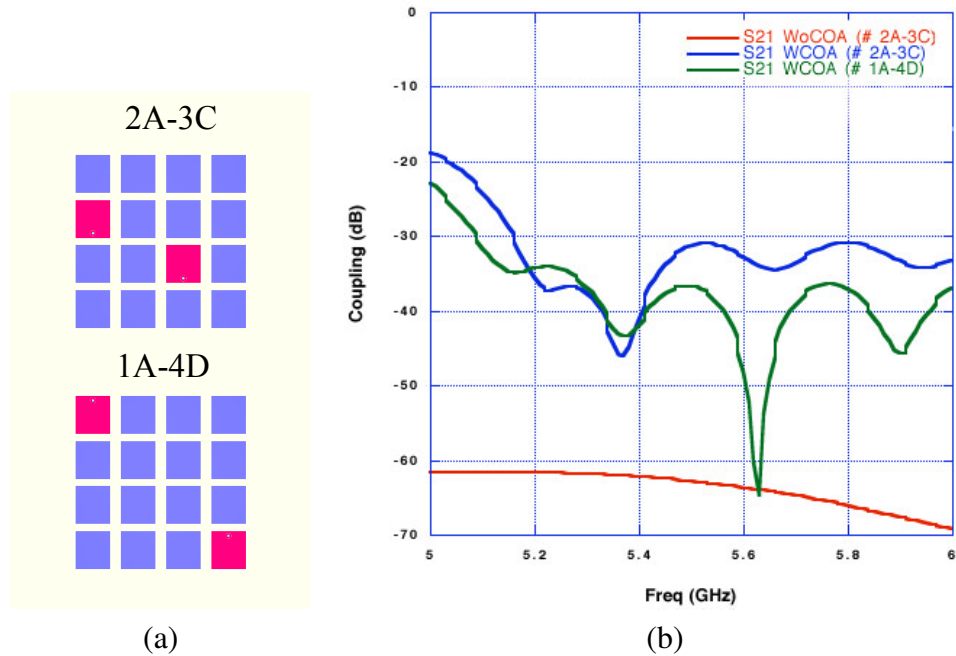 2A-3C
1A-4D
(a)
S21 WoCOA (# 2A-3C)
S21 WCOA (# 2A-3C)
S21 WCOA (# 1A-4D)
Coupling (dB)
0
-10
-20
-30
-40
-50
-60
-70
5
5.2
5.4
5.6
5.8
6
Freq (GHz)
(b)